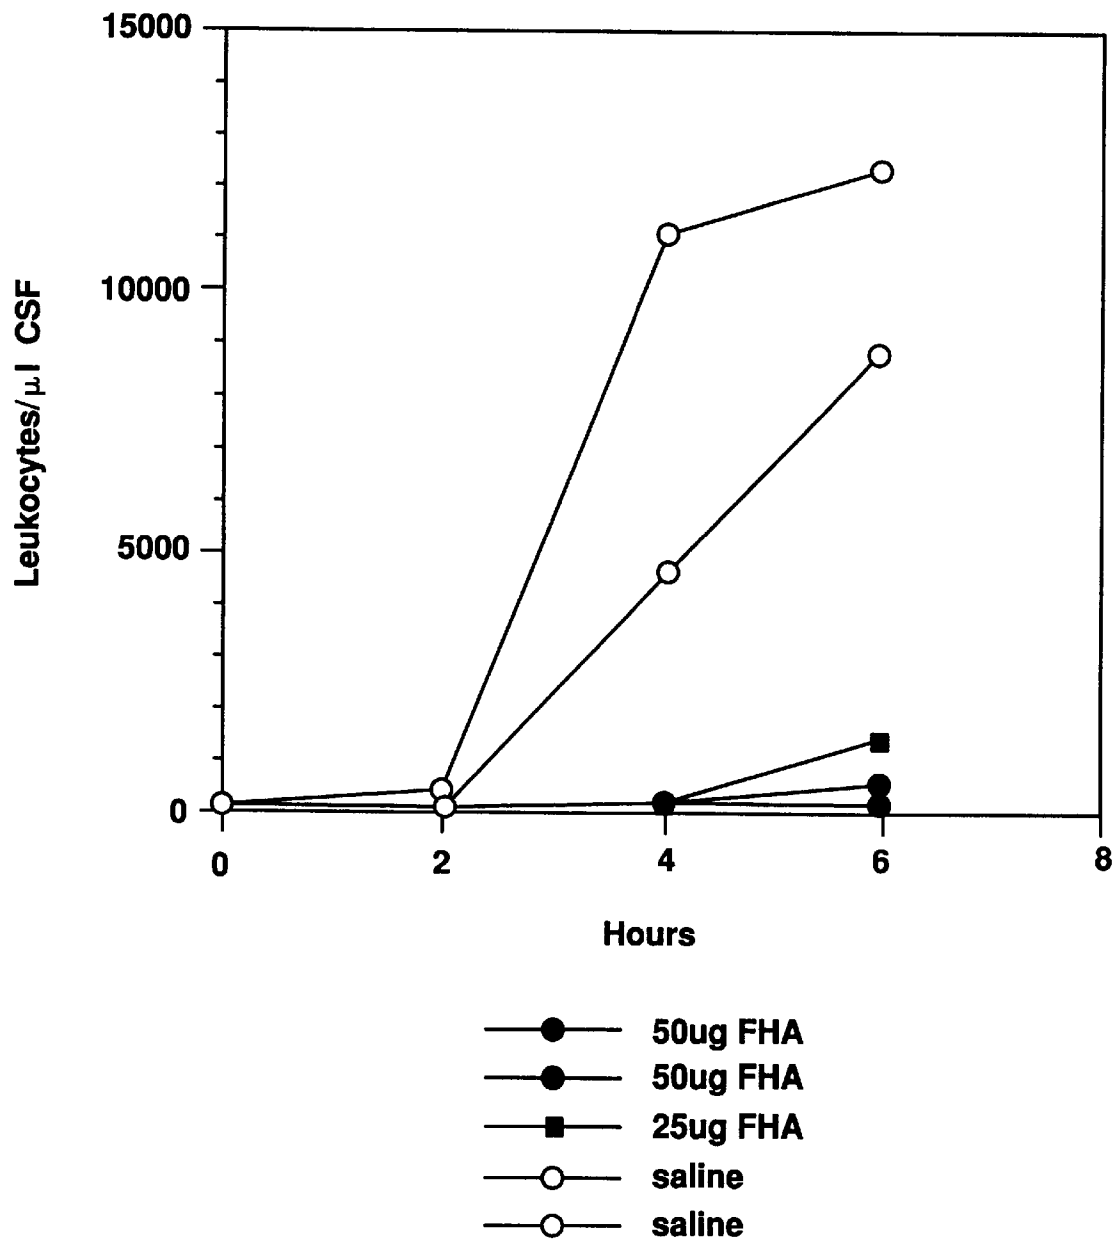 15000
10000
5000
0
Leukocytes/μl CSF
0 2 4 6 8
Hours
50ug FHA
50ug FHA
25ug FHA
saline
saline